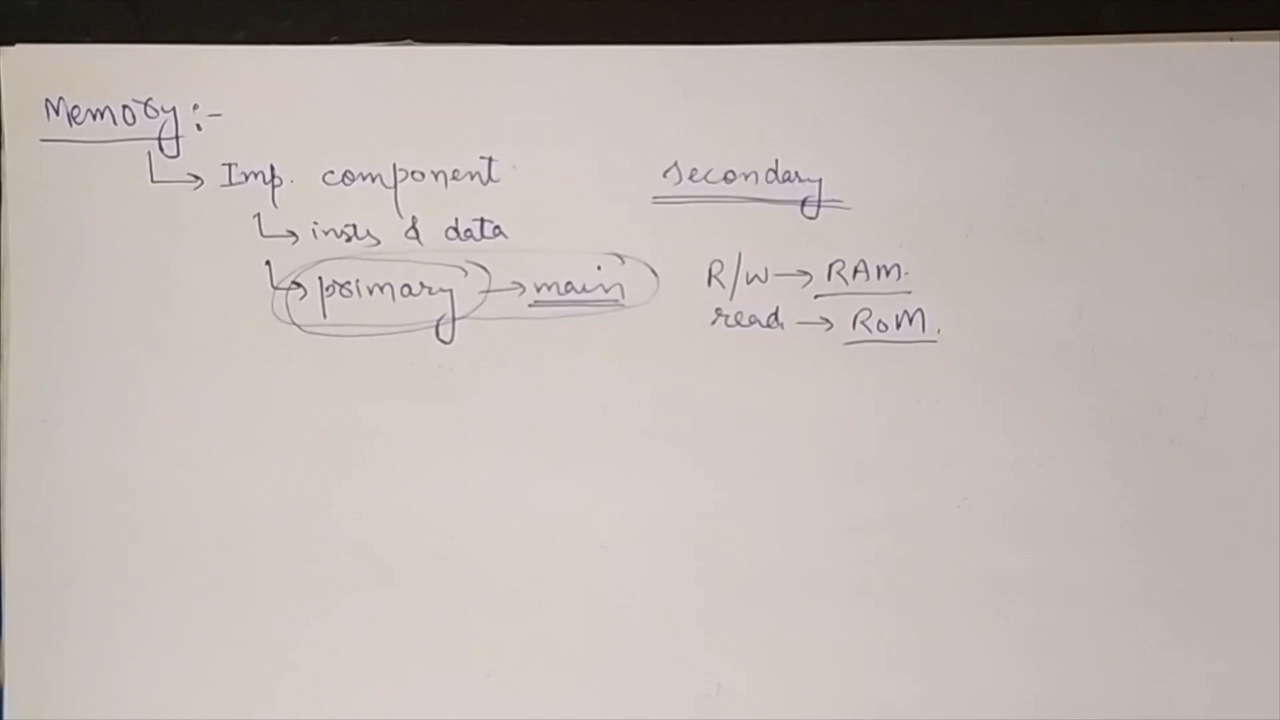 Memory :-
↳ Imp. component
↳ insts & data
↳ primary → main
secondary
R/W → RAM.
read → ROM.